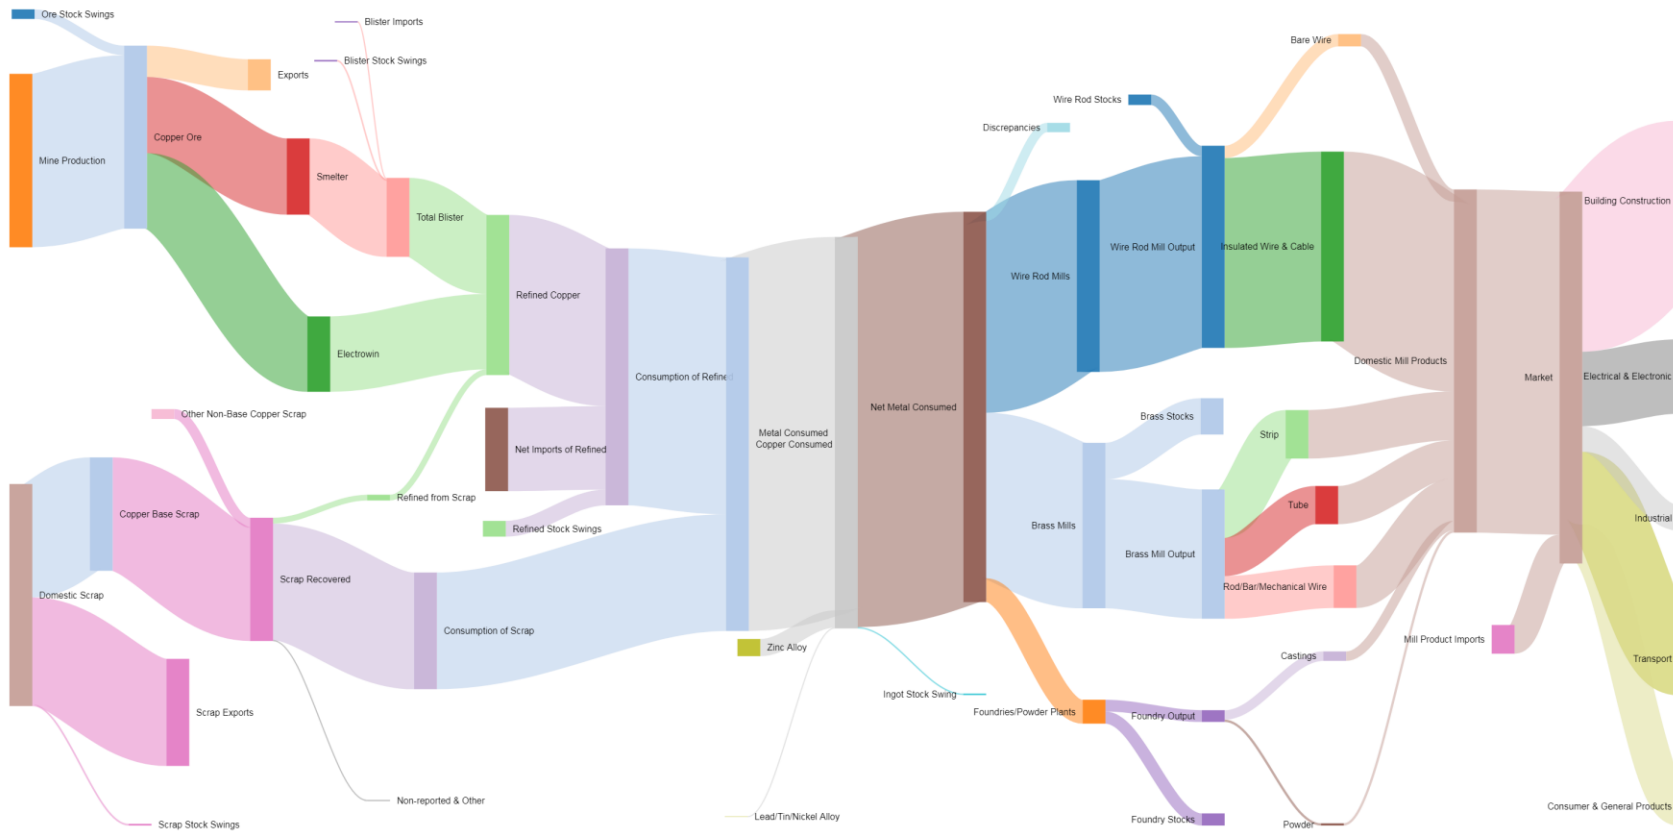 Ore Stock Swings
Blister Imports
Bare Wire
Blister Stock Swings
Exports
Wire Rod Stocks
Discrepancies
Copper Ore
Mine Production
Smelter
Total Blister
Building Construction
Wire Rod Mill Output
Insulated Wire & Cable
Wire Rod Mills
Refined Copper
Electrowin
Domestic Mill Products
Consumption of Refined
Market
Electrical & Electronic
Net Metal Consumed
Other Non-Base Copper Scrap
Brass Stocks
Metal Consumed
Copper Consumed
Strip
Net Imports of Refined
Refined from Scrap
Tube
Copper Base Scrap
Industrial
Brass Mills
Refined Stock Swings
Brass Mill Output
Scrap Recovered
Rod/Bar/Mechanical Wire
Domestic Scrap
Consumption of Scrap
Mill Product Imports
Zinc Alloy
Castings
Transport
Ingot Stock Swing
Scrap Exports
Foundries/Powder Plants
Foundry Output
Non-reported & Other
Consumer & General Products
Lead/Tin/Nickel Alloy
Foundry Stocks
Scrap Stock Swings
Powder